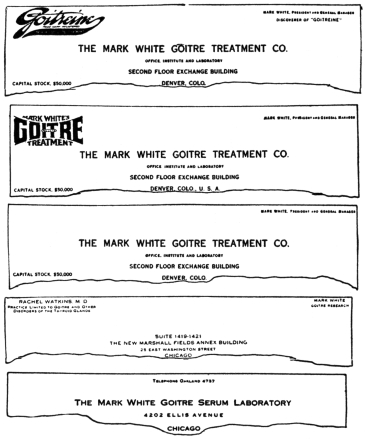 Goitreine
MARK WHITE, PRESIDENT AND GENERAL MANAGER
DISCOVERER OF "GOITREINE"
THE MARK WHITE GOITRE TREATMENT CO.
OFFICE, INSTITUTE AND LABORATORY
SECOND FLOOR EXCHANGE BUILDING
CAPITAL STOCK, $50,000
DENVER, COLO.
MARK WHITE'S
GOITRE
TREATMENT
MARK WHITE, PRESIDENT AND GENERAL MANAGER
THE MARK WHITE GOITRE TREATMENT CO.
OFFICE, INSTITUTE AND LABORATORY
SECOND FLOOR EXCHANGE BUILDING
CAPITAL STOCK, $50,000
DENVER, COLO., U. S. A.
MARK WHITE, PRESIDENT AND GENERAL MANAGER
THE MARK WHITE GOITRE TREATMENT CO.
OFFICE, INSTITUTE AND LABORATORY
SECOND FLOOR EXCHANGE BUILDING
CAPITAL STOCK, $50,000
DENVER, COLO.
RACHEL WATKINS, M D
PRACTICE LIMITED TO GOITRE AND OTHER
DISORDERS OF THE THYROID GLANDS
MARK WHITE
GOITRE RESEARCH
SUITE 1418-1421
THE NEW MARSHALL FIELDS ANNEX BUILDING
25 EAST WASHINGTON STREET
CHICAGO
TELEPHONE OAKLAND 4757
THE MARK WHITE GOITRE SERUM LABORATORY
4202 ELLIS AVENUE
CHICAGO